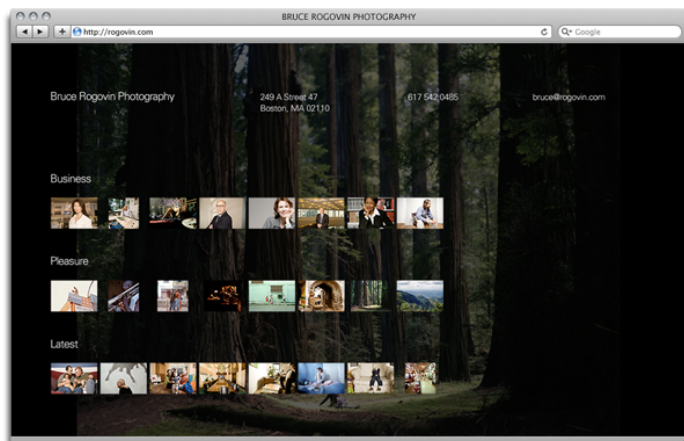 BRUCE ROGOVIN PHOTOGRAPHY
http://rogovin.com
Google
Bruce Rogovin Photography
249 A Street 47
Boston, MA 02110
617 542 0485
bruce@rogovin.com
Business
Pleasure
Latest